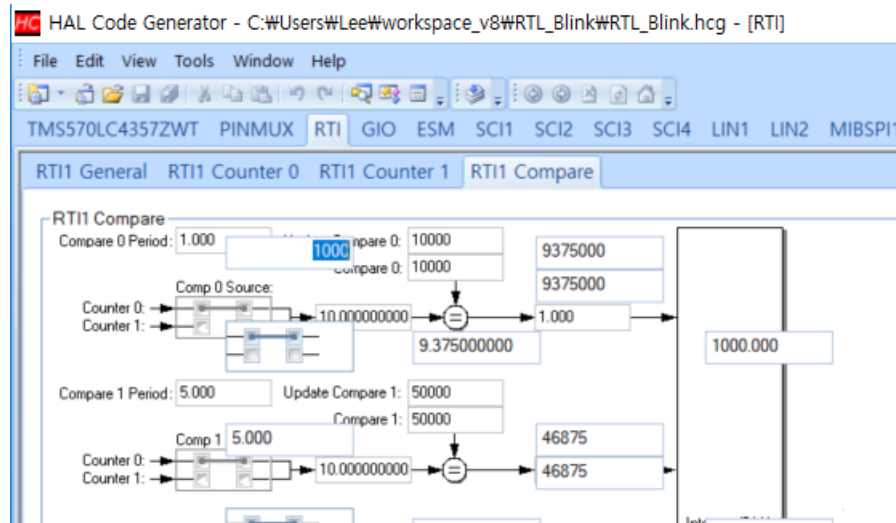 HC HAL Code Generator - C:₩Users₩Lee₩workspace_v8₩RTL_Blink₩RTL_Blink.hcg - [RTI]
File Edit View Tools Window Help
TMS570LC4357ZWT PINMUX RTI GIO ESM SCI1 SCI2 SCI3 SCI4 LIN1 LIN2 MIBSPI1
RTI1 General RTI1 Counter 0 RTI1 Counter 1 RTI1 Compare
RTI1 Compare
Compare 0 Period: 1.000 1000 Compare 0: 10000 9375000
Compare 0: 10000 9375000
Comp 0 Source:
Counter 0:
Counter 1: 10.000000000 = 1.000
9.375000000 1000.000
Compare 1 Period: 5.000 Update Compare 1: 50000
Compare 1: 50000
Comp 1 5.000 46875
Counter 0:
Counter 1: 10.000000000 = 46875